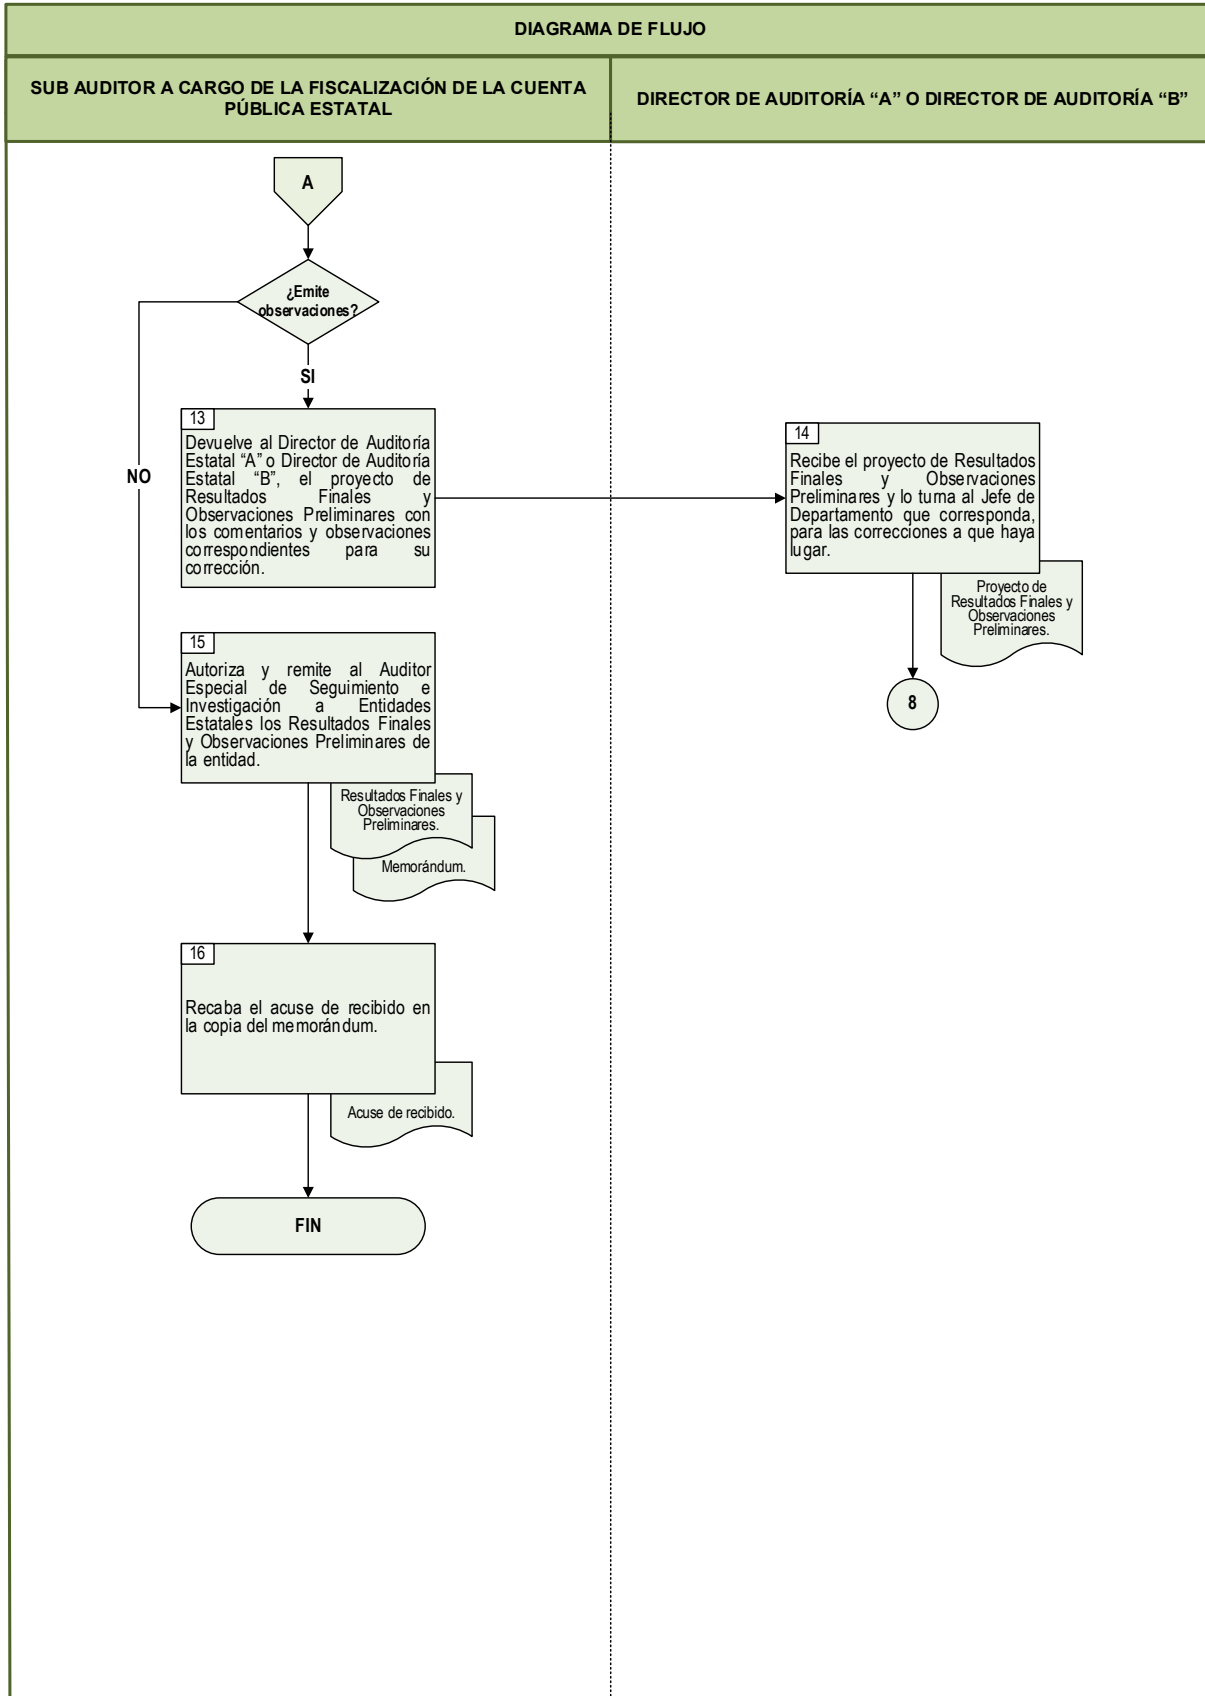 DIAGRAMA DE FLUJO
SUB AUDITOR A CARGO DE LA FISCALIZACIÓN DE LA CUENTA
PÚBLICA ESTATAL
DIRECTOR DE AUDITORÍA “A” O DIRECTOR DE AUDITORÍA “B”
A
¿Emite
observaciones?
SI
NO
13
Devuelve al Director de Auditoría
Estatal “A” o Director de Auditoría
Estatal “B”, el proyecto de
Resultados Finales y
Observaciones Preliminares con
los comentarios y observaciones
correspondientes para su
corrección.
14
Recibe el proyecto de Resultados
Finales y Observaciones
Preliminares y lo turna al Jefe de
Departamento que corresponda,
para las correcciones a que haya
lugar.
Proyecto de
Resultados Finales y
Observaciones
Preliminares.
8
15
Autoriza y remite al Auditor
Especial de Seguimiento e
Investigación a Entidades
Estatales los Resultados Finales
y Observaciones Preliminares de
la entidad.
Resultados Finales y
Observaciones
Preliminares.
Memorándum.
16
Recaba el acuse de recibido en
la copia del memorándum.
Acuse de recibido.
FIN